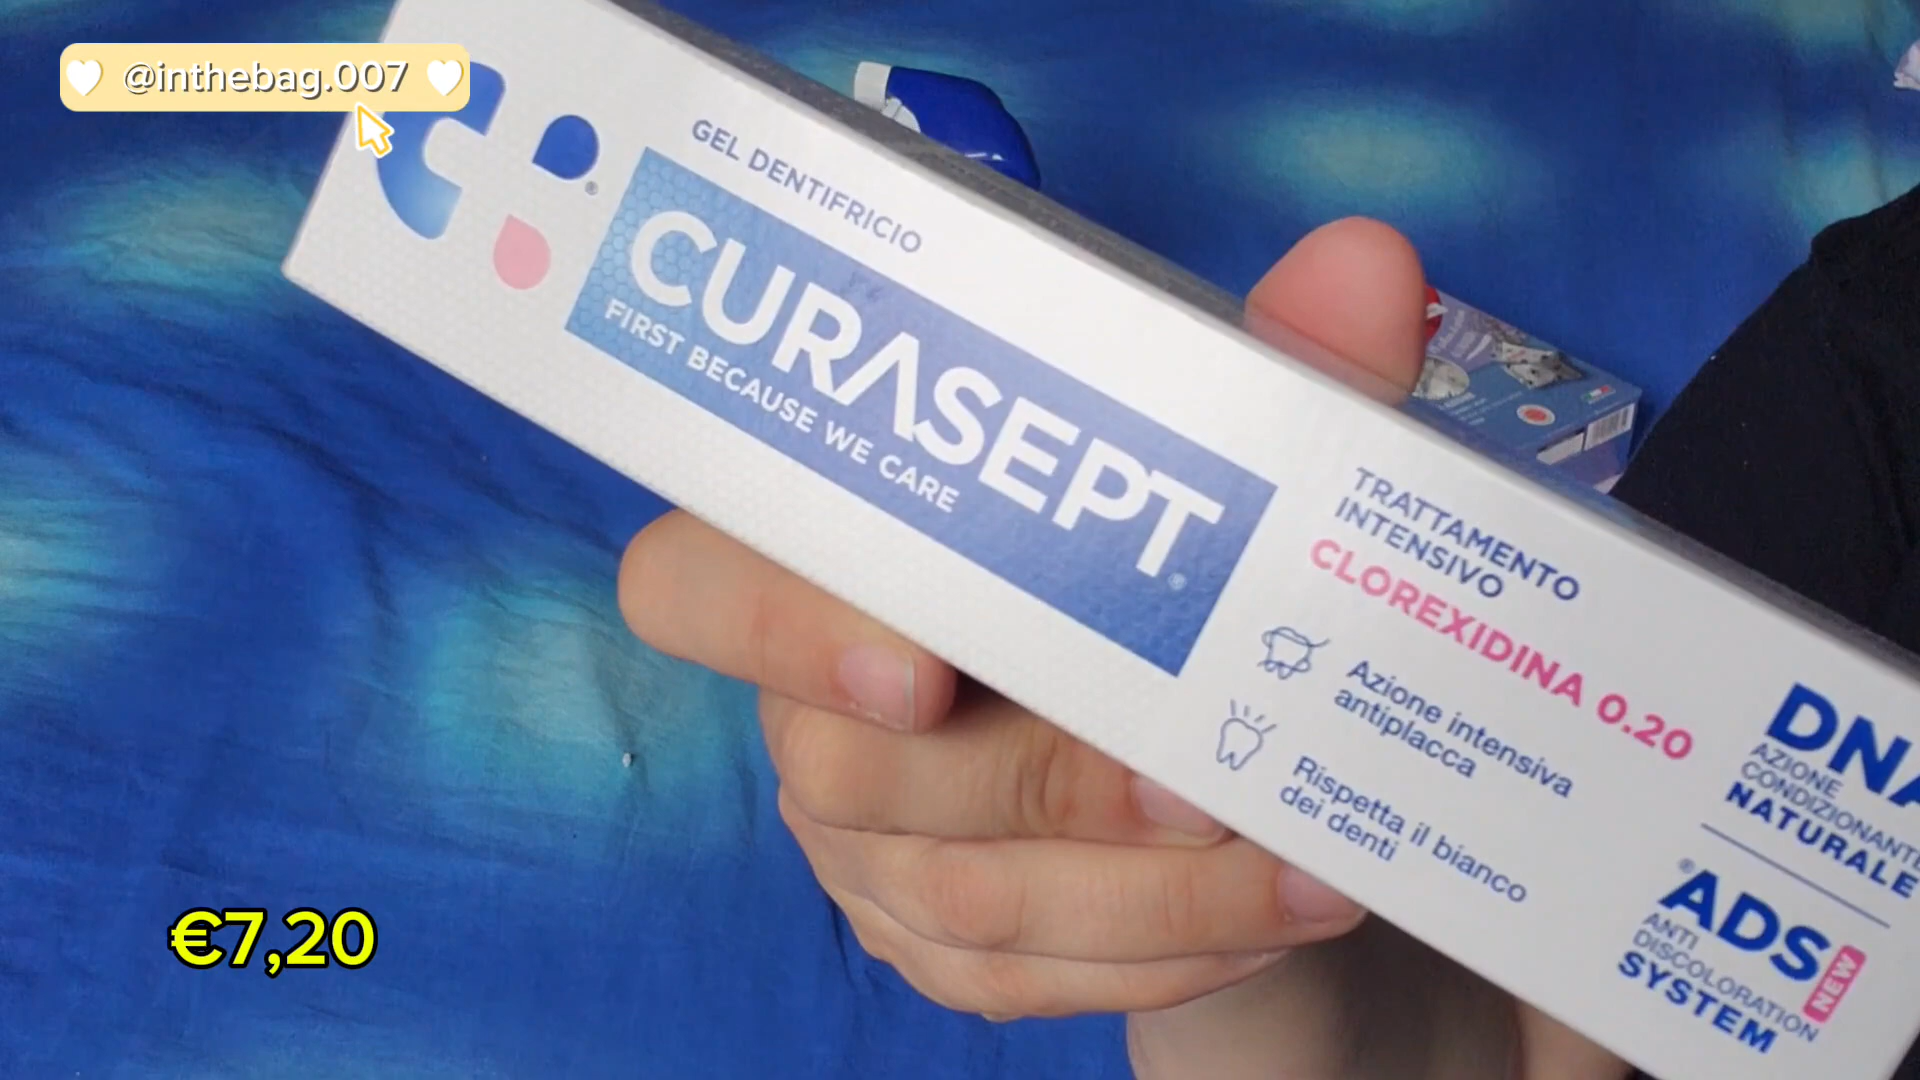 @inthebag.007
GEL DENTIFRICIO
CURASEPT®
FIRST BECAUSE WE CARE
TRATTAMENTO
INTENSIVO
CLOREXIDINA 0.20
Azione intensiva
antiplacca
Rispetta il bianco
dei denti
DNA
AZIONE
CONDIZIONANTE
NATURALE
ADS®
NEW
ANTI
DISCOLORATION
SYSTEM
€7,20